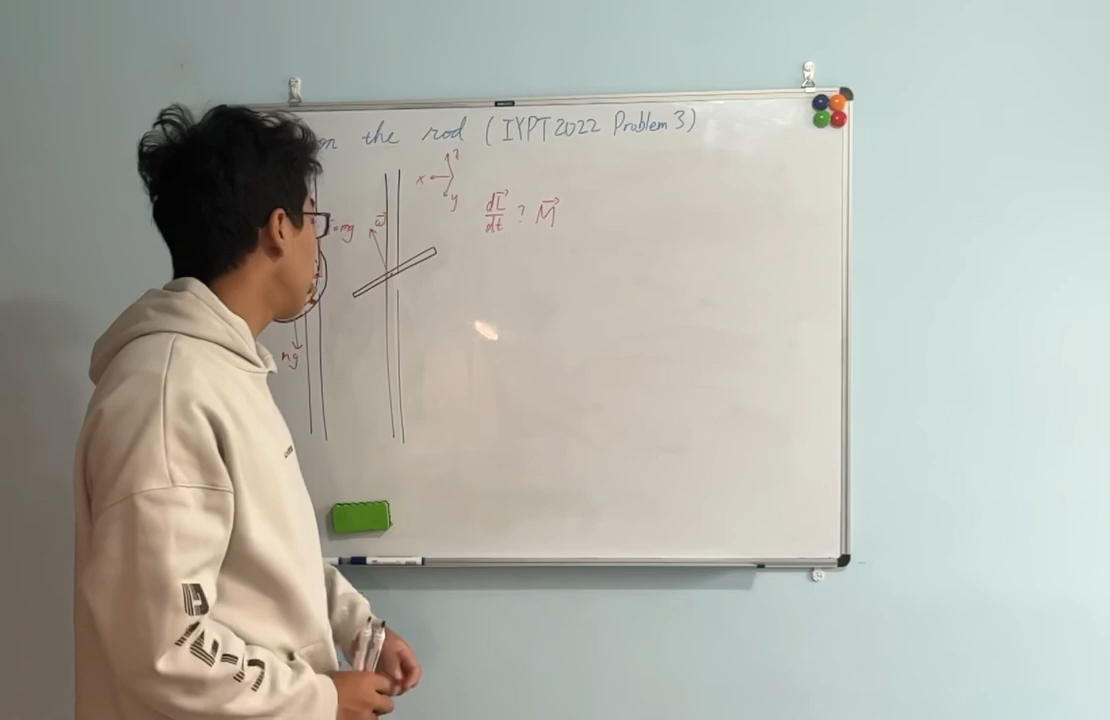 on the rod (IYPT 2022 Problem 3)
z
x
y
dL⃗/dt ? M⃗
=mg
ω⃗
mg